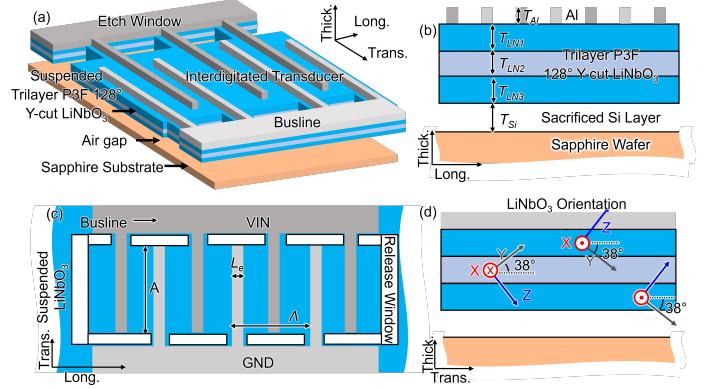 (a)
Etch Window
Thick.
Long.
Trans.
Suspended
Trilayer P3F 128°
Y-cut LiNbO3
Interdigitated Transducer
Busline
Air gap
Sapphire Substrate
(b)
TAl
Al
TLN1
TLN2
TLN3
Trilayer P3F
128° Y-cut LiNbO3
TSi
Sacrificed Si Layer
Sapphire Wafer
Thick.
Long.
(c)
Busline
VIN
Suspended
LiNbO3
A
Le
Λ
Release Window
GND
Trans.
Long.
(d)
LiNbO3 Orientation
Z
X
Y
38°
X
Y
38°
Z
38°
Thick.
Trans.